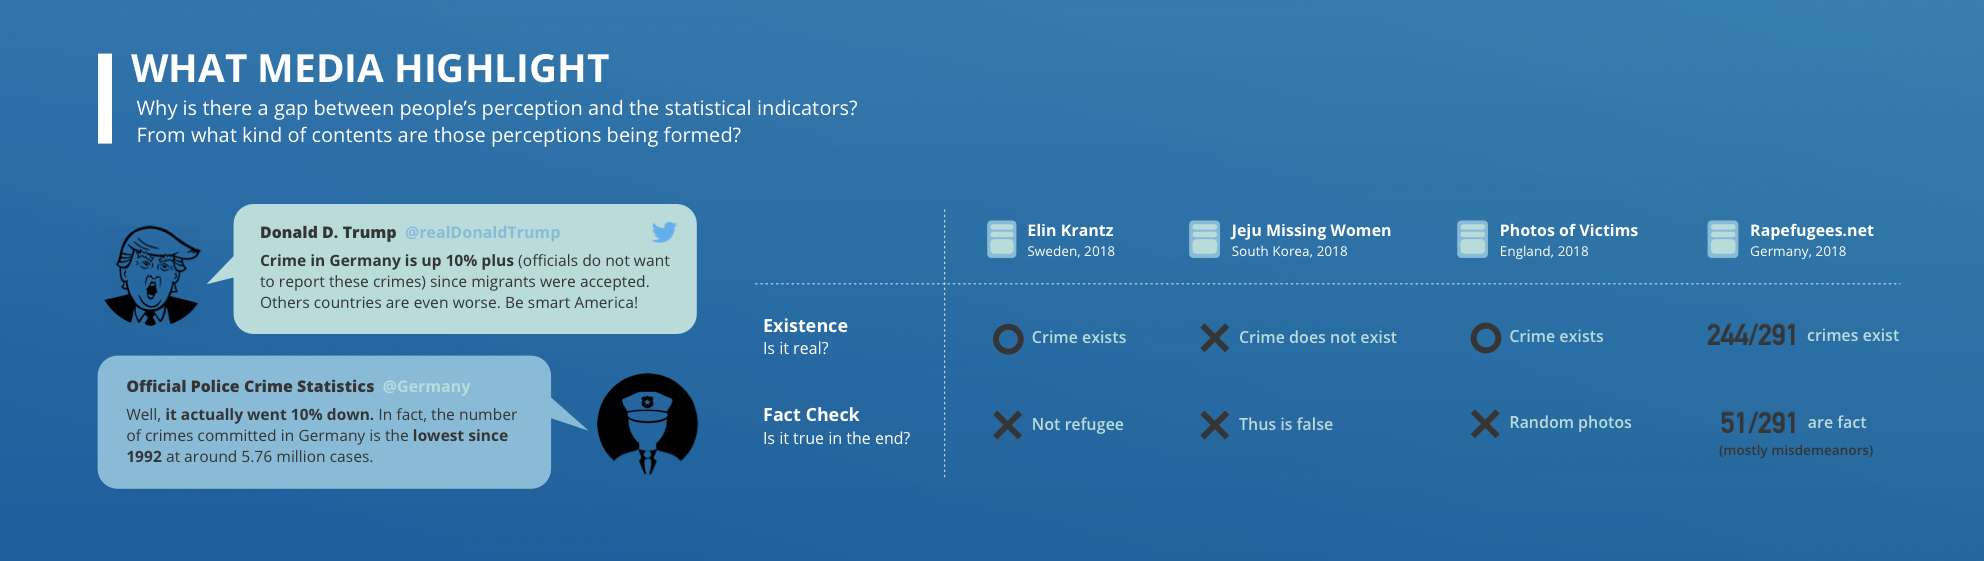 WHAT MEDIA HIGHLIGHT
Why is there a gap between people's perception and the statistical indicators?
From what kind of contents are those perceptions being formed?
Donald D. Trump @realDonaldTrump
Crime in Germany is up 10% plus (officials do not want
to report these crimes) since migrants were accepted.
Others countries are even worse. Be smart America!
Official Police Crime Statistics @Germany
Well, it actually went 10% down. In fact, the number
of crimes committed in Germany is the lowest since
1992 at around 5.76 million cases.
Elin Krantz
Sweden, 2018
Jeju Missing Women
South Korea, 2018
Photos of Victims
England, 2018
Rapefugees.net
Germany, 2018
Existence
Is it real?
Crime exists
Crime does not exist
Crime exists
244/291 crimes exist
Fact Check
Is it true in the end?
Not refugee
Thus is false
Random photos
51/291 are fact
(mostly misdemeanors)